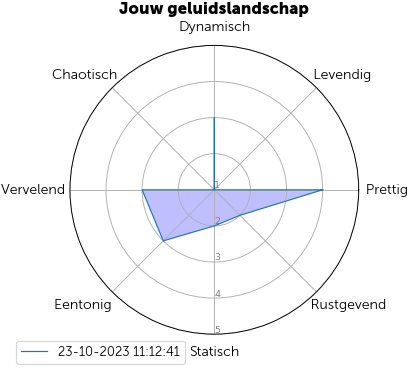 Jouw geluidslandschap
Dynamisch
Chaotisch
Levendig
Vervelend
1
Prettig
2
3
4
Eentonig
Rustgevend
5
23-10-2023 11:12:41
Statisch